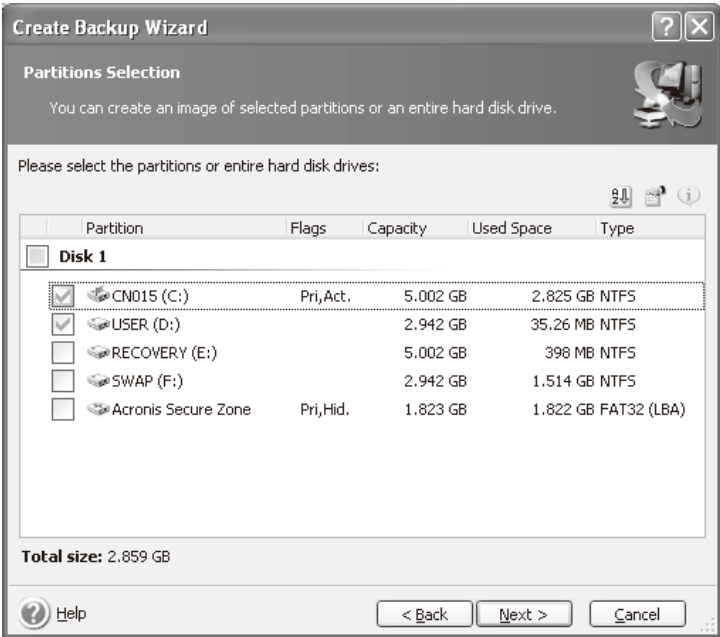 Create Backup Wizard
Partitions Selection
You can create an image of selected partitions or an entire hard disk drive.
Please select the partitions or entire hard disk drives:
Partition Flags Capacity Used Space Type
Disk 1
CN015 (C:) Pri,Act. 5.002 GB 2.825 GB NTFS
USER (D:) 2.942 GB 35.26 MB NTFS
RECOVERY (E:) 5.002 GB 398 MB NTFS
SWAP (F:) 2.942 GB 1.514 GB NTFS
Acronis Secure Zone Pri,Hid. 1.823 GB 1.822 GB FAT32 (LBA)
Total size: 2.859 GB
Help < Back Next > Cancel